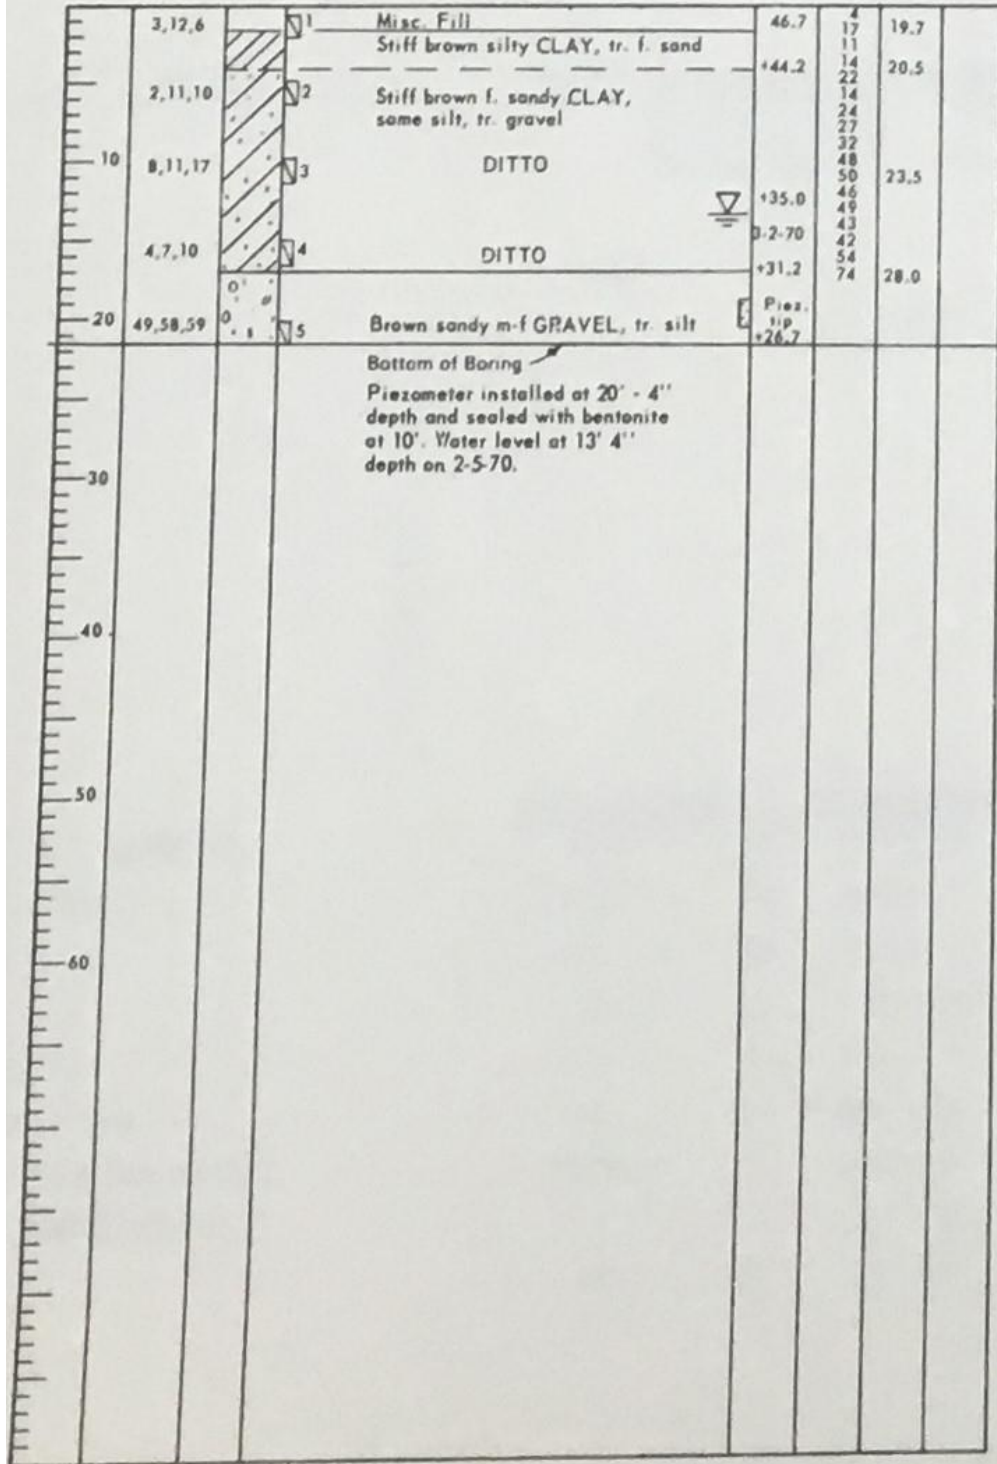 3,12,6 1 Misc. Fill 46.7 4 19.7
17
Stiff brown silty CLAY, tr. f. sand 11
+44.2 14 20.5
22
2,11,10 2 Stiff brown f. sandy CLAY, 14
some silt, tr. gravel 24
27
32
10 8,11,17 3 DITTO 48
50 23.5
+35.0 46
49
3-2-70 43
4,7,10 4 DITTO 42
+31.2 54
74 28.0
Piez.
20 49,58,59 5 Brown sandy m-f GRAVEL, tr. silt tip
+26.7
Bottom of Boring
Piezometer installed at 20' - 4''
depth and sealed with bentonite
at 10'. Water level at 13' 4''
depth on 2-5-70.
30
40
50
60